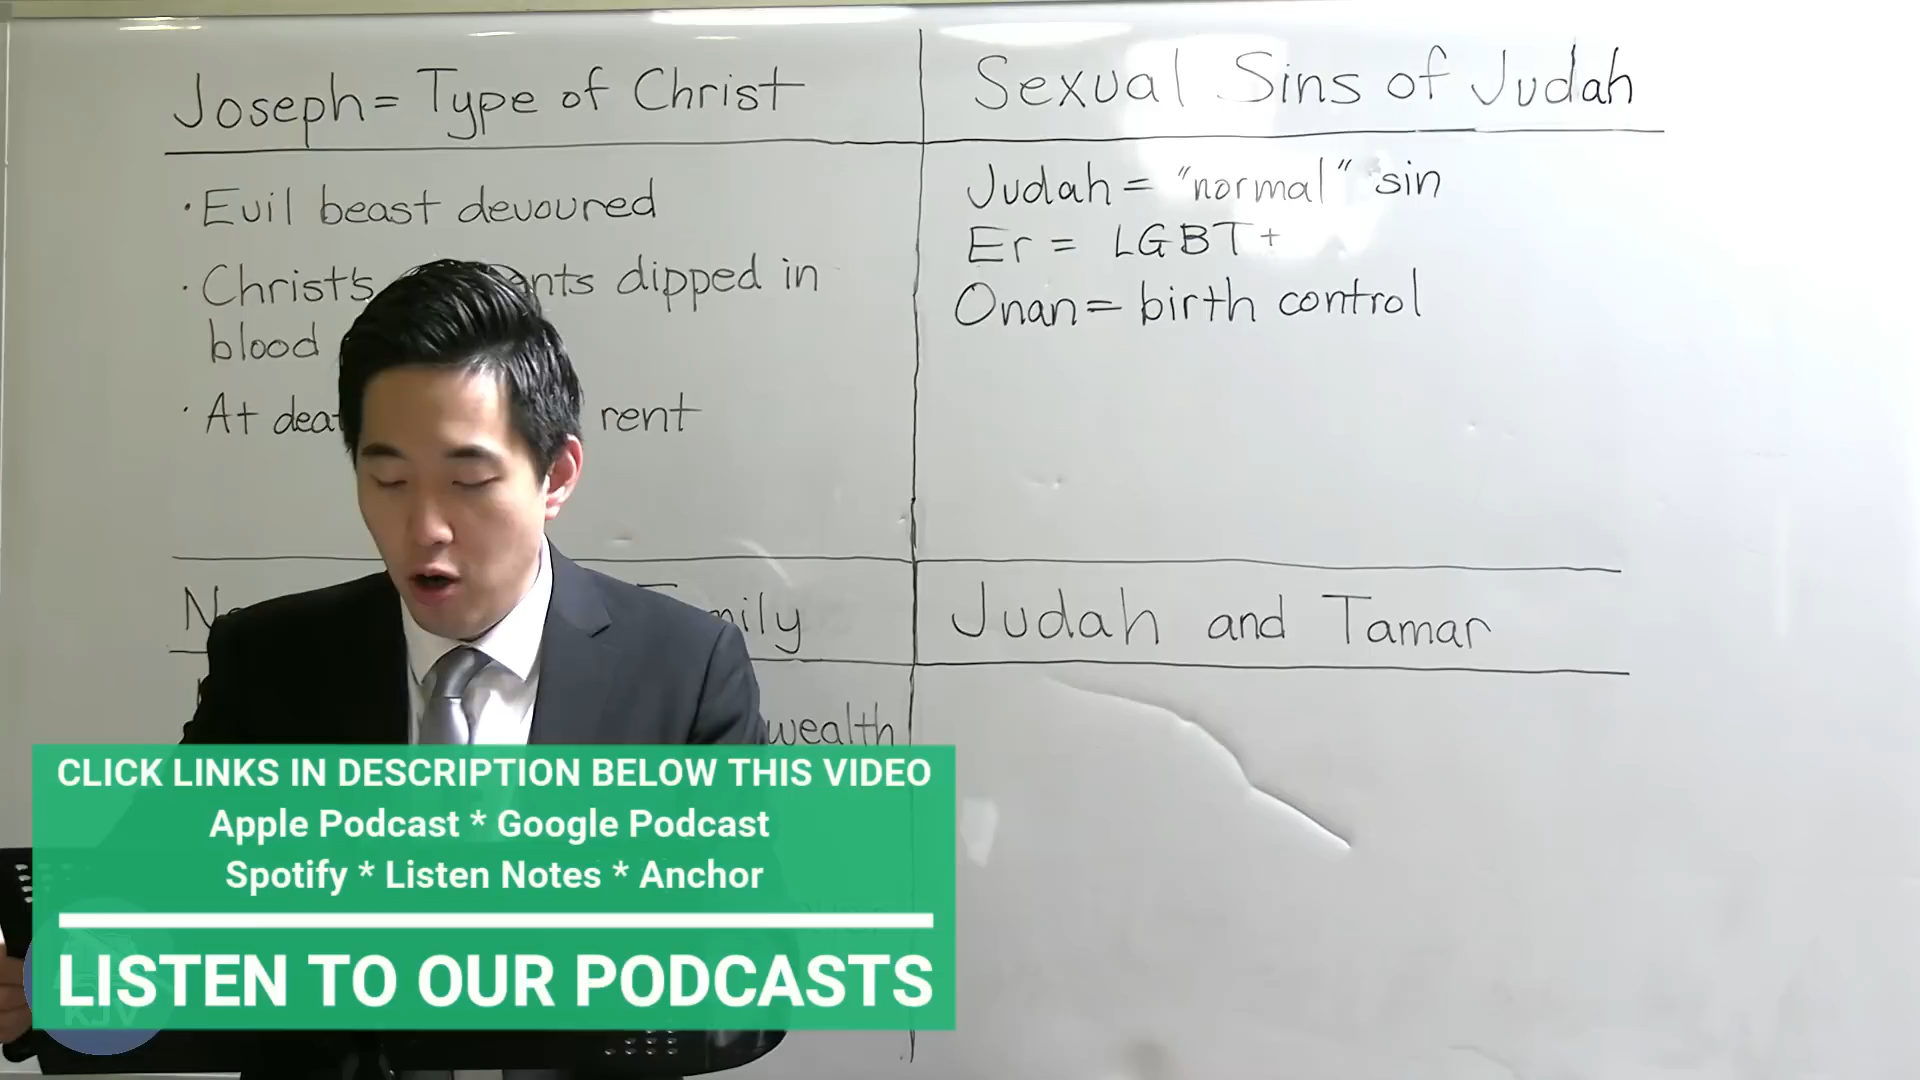 Joseph = Type of Christ
• Evil beast devoured
• Christ's dipped in
blood
• At rent
Sexual Sins of Judah
Judah = "normal" sin
Er = LGBT+
Onan = birth control
Judah and Tamar
wealth
CLICK LINKS IN DESCRIPTION BELOW THIS VIDEO
Apple Podcast * Google Podcast
Spotify * Listen Notes * Anchor
LISTEN TO OUR PODCASTS
KJV